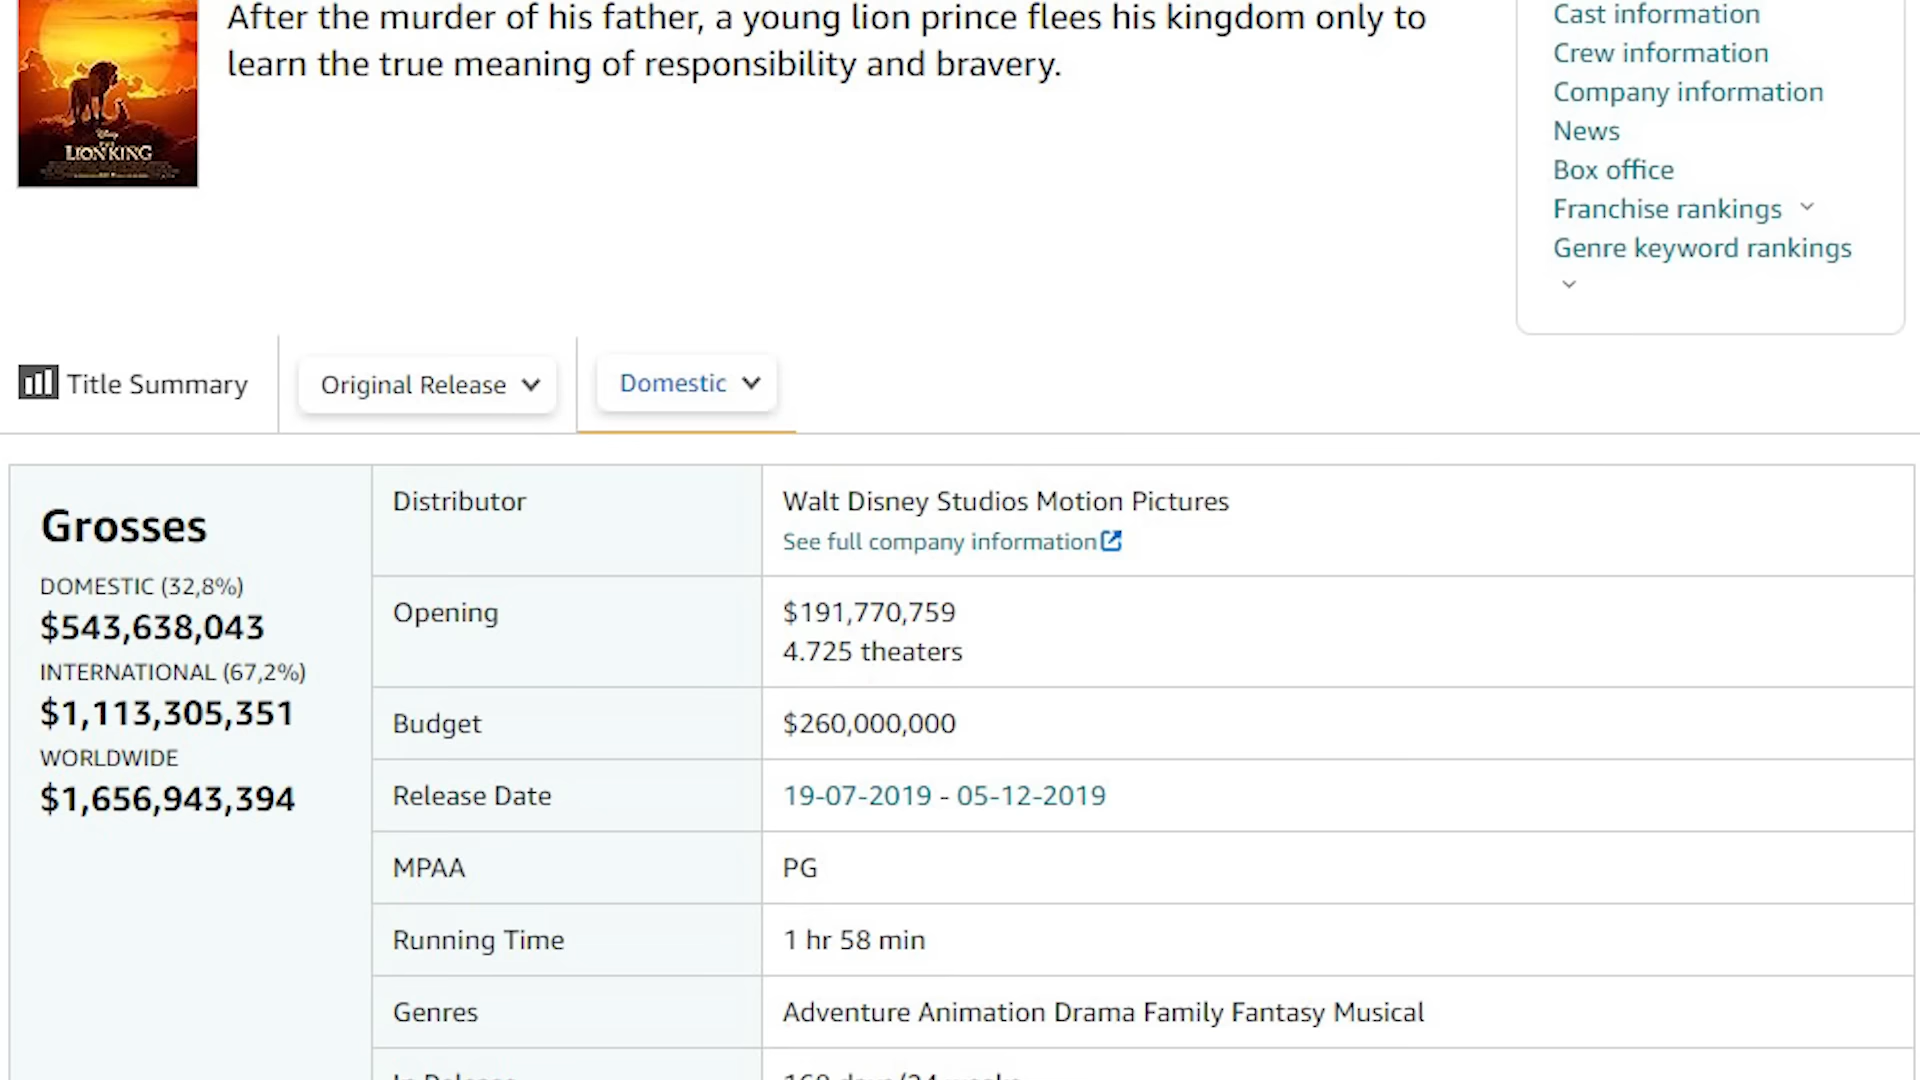 After the murder of his father, a young lion prince flees his kingdom only to
learn the true meaning of responsibility and bravery.
Disney
THE
LION KING
Cast information
Crew information
Company information
News
Box office
Franchise rankings
Genre keyword rankings
Title Summary
Original Release
Domestic
Grosses
DOMESTIC (32,8%)
$543,638,043
INTERNATIONAL (67,2%)
$1,113,305,351
WORLDWIDE
$1,656,943,394
Distributor
Walt Disney Studios Motion Pictures
See full company information
Opening
$191,770,759
4.725 theaters
Budget
$260,000,000
Release Date
19-07-2019 - 05-12-2019
MPAA
PG
Running Time
1 hr 58 min
Genres
Adventure Animation Drama Family Fantasy Musical